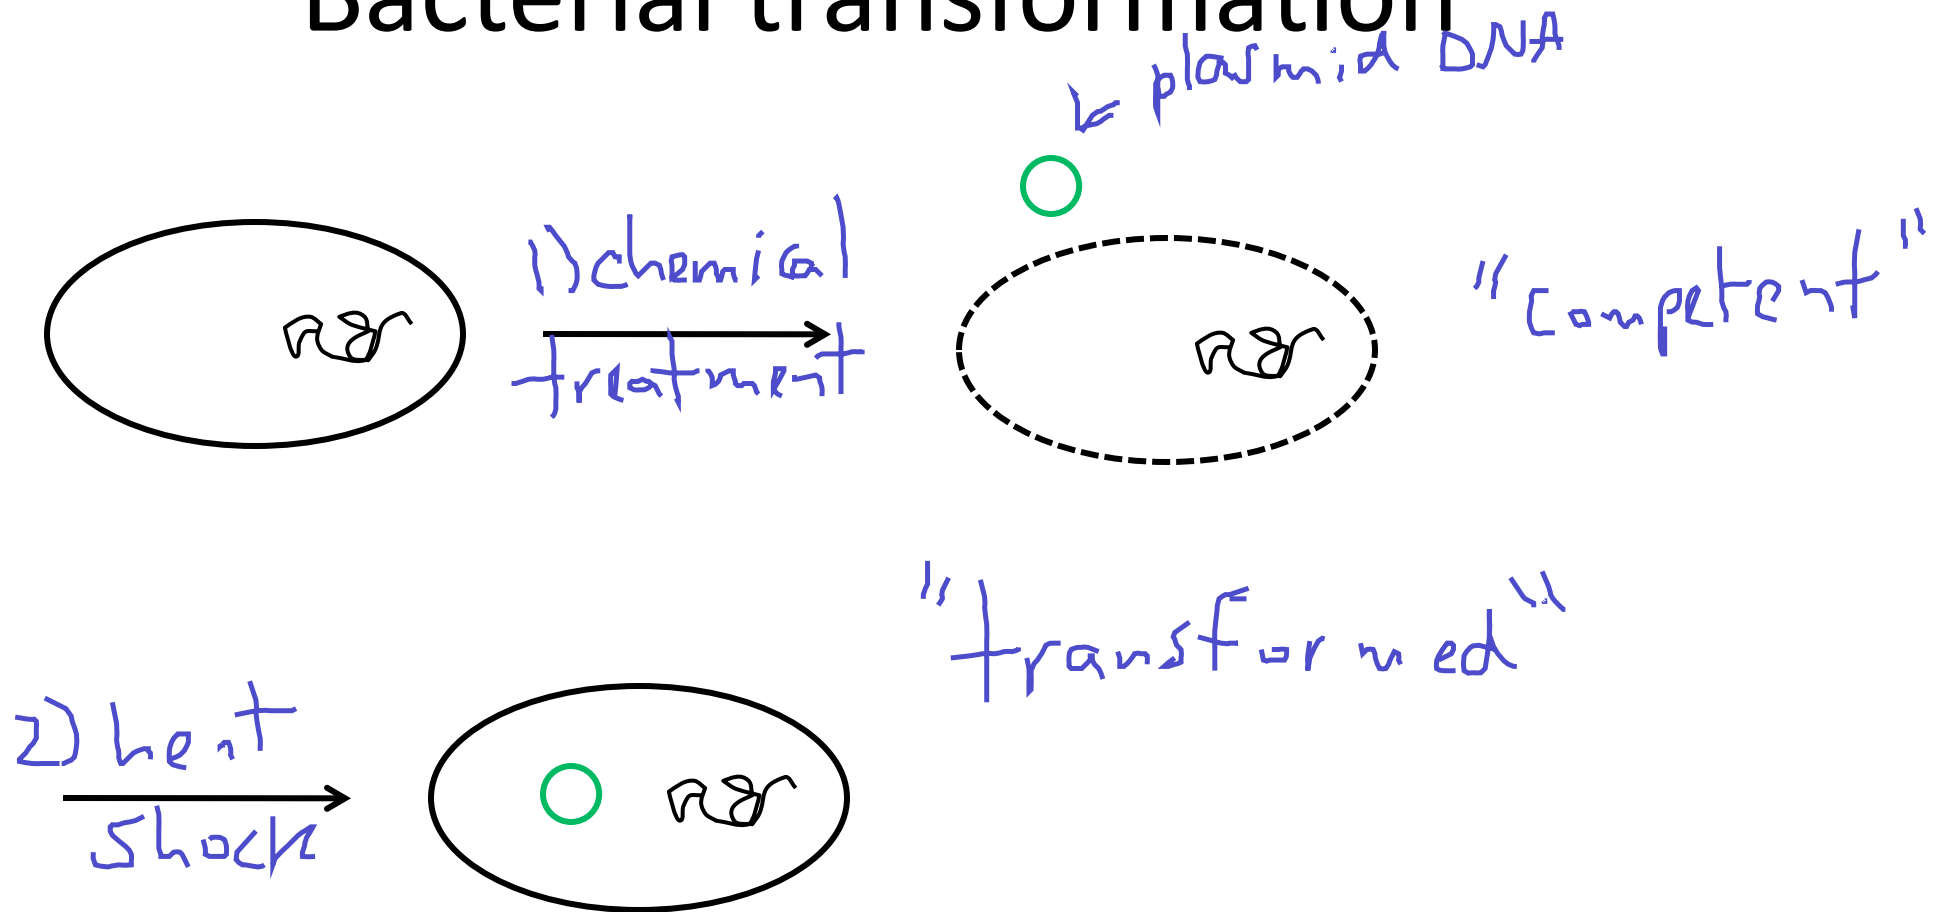 Bacterial transformation
plasmid DNA
1) chemical
treatment
"Competent"
"transformed"
2) heat
shock